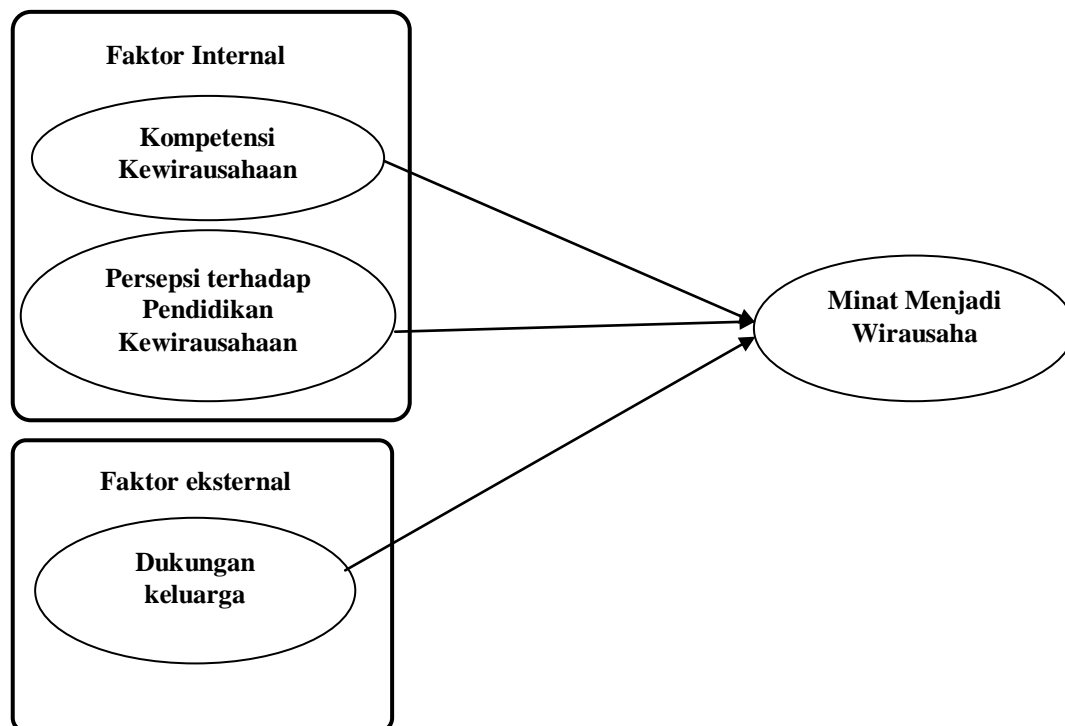 Faktor Internal
Kompetensi
Kewirausahaan
Persepsi terhadap
Pendidikan
Kewirausahaan
Minat Menjadi
Wirausaha
Faktor eksternal
Dukungan
keluarga